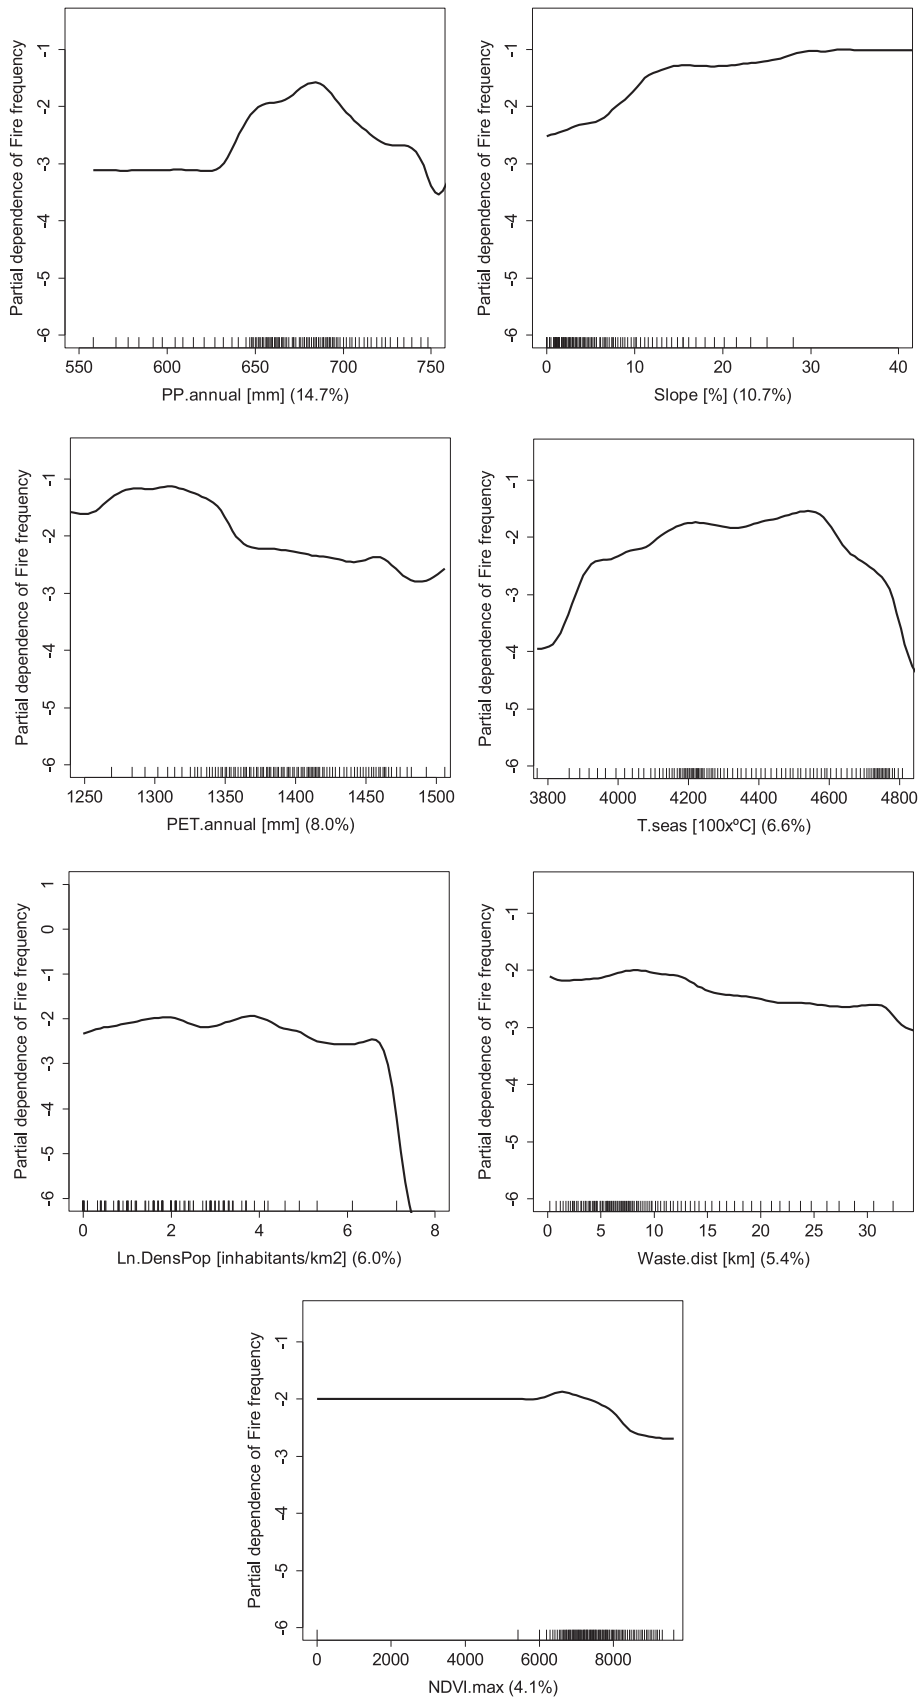 Partial dependence of Fire frequency
-1
-2
-3
-4
-5
-6
550 600 650 700 750
PP.annual [mm] (14.7%)
Partial dependence of Fire frequency
-1
-2
-3
-4
-5
-6
0 10 20 30 40
Slope [%] (10.7%)
Partial dependence of Fire frequency
-1
-2
-3
-4
-5
-6
1250 1300 1350 1400 1450 1500
PET.annual [mm] (8.0%)
Partial dependence of Fire frequency
-1
-2
-3
-4
-5
-6
3800 4000 4200 4400 4600 4800
T.seas [100xºC] (6.6%)
Partial dependence of Fire frequency
1
0
-1
-2
-3
-4
-5
-6
0 2 4 6 8
Ln.DensPop [inhabitants/km2] (6.0%)
Partial dependence of Fire frequency
-1
-2
-3
-4
-5
-6
0 5 10 15 20 25 30
Waste.dist [km] (5.4%)
Partial dependence of Fire frequency
-1
-2
-3
-4
-5
-6
0 2000 4000 6000 8000
NDVI.max (4.1%)